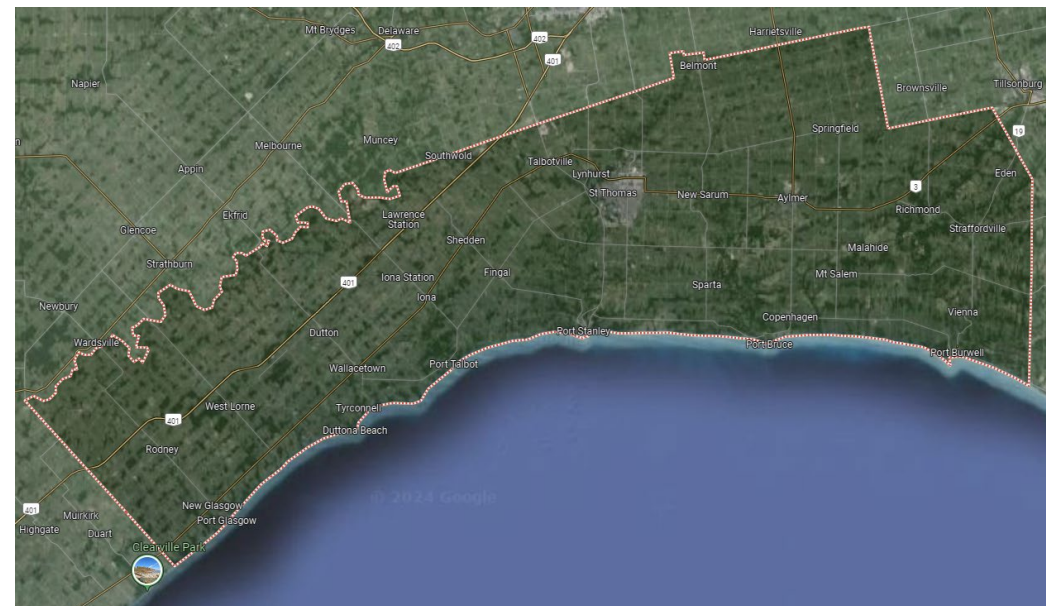 Mt Brydges
Delaware
402
402
401
Harrietsville
Belmont
Napier
Brownsville
Tillsonburg
19
n
Melbourne
Muncey
Springfield
Southwold
Talbotville
Appin
Lynhurst
Eden
St Thomas
New Sarum
Aylmer
3
Richmond
Ekfrid
Lawrence
Station
Glencoe
Straffordville
Shedden
Malahide
Strathburn
401
Iona Station
Fingal
Mt Salem
Sparta
Iona
Newbury
Vienna
Copenhagen
Dutton
Port Stanley
Wardsville
Port Bruce
Port Burwell
Wallacetown
Port Talbot
West Lorne
Tyrconnell
401
Duttona Beach
Rodney
© 2024 Google
New Glasgow
401
Muirkirk
Port Glasgow
Highgate
Duart
Clearville Park